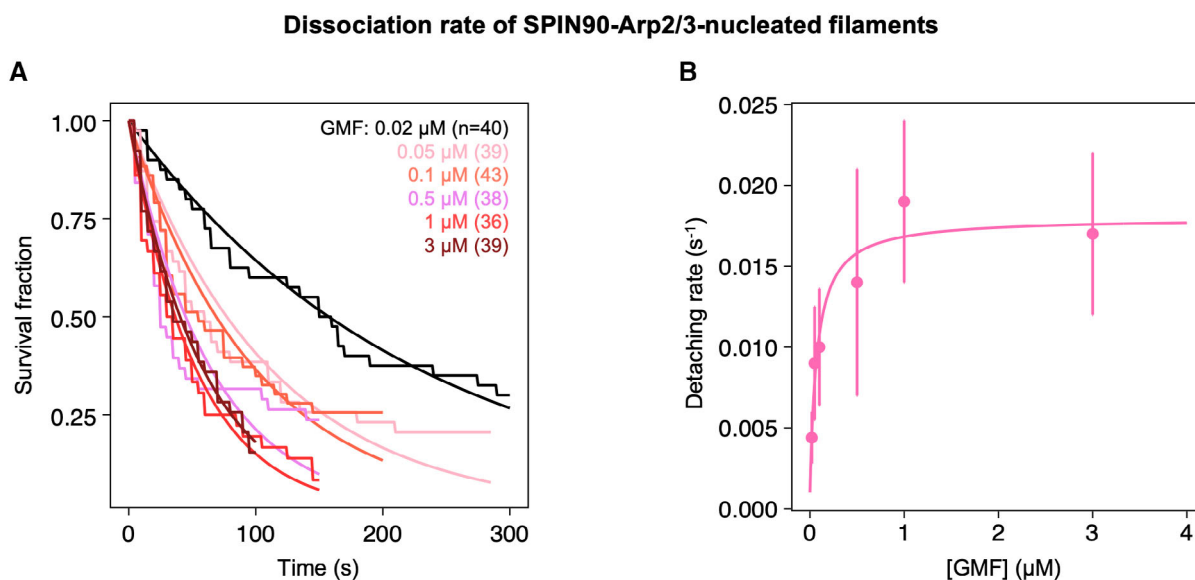 Dissociation rate of SPIN90-Arp2/3-nucleated filaments
A
Survival fraction
1.00
0.75
0.50
0.25
GMF: 0.02 µM (n=40)
0.05 µM (39)
0.1 µM (43)
0.5 µM (38)
1 µM (36)
3 µM (39)
0
100
200
300
Time (s)
B
Detaching rate (s⁻¹)
0.025
0.020
0.015
0.010
0.005
0.000
0
1
2
3
4
[GMF] (µM)